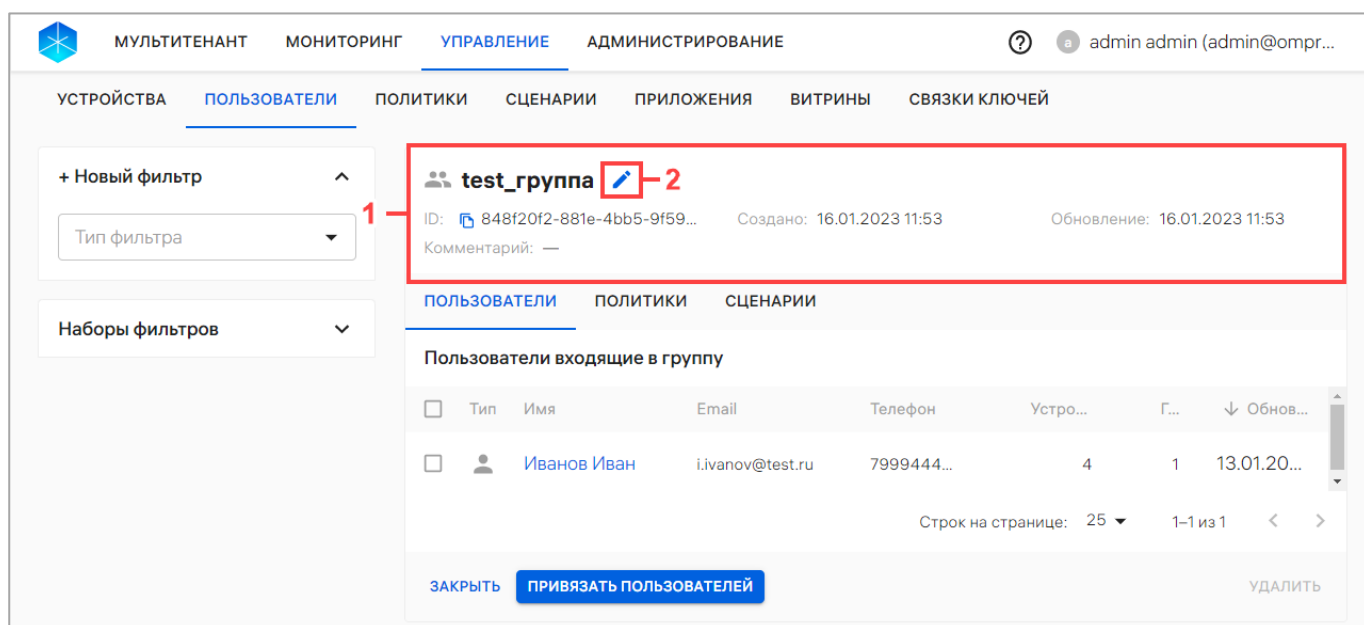 МУЛЬТИТЕНАНТ МОНИТОРИНГ УПРАВЛЕНИЕ АДМИНИСТРИРОВАНИЕ ? a admin admin (admin@ompr...
УСТРОЙСТВА ПОЛЬЗОВАТЕЛИ ПОЛИТИКИ СЦЕНАРИИ ПРИЛОЖЕНИЯ ВИТРИНЫ СВЯЗКИ КЛЮЧЕЙ
+ Новый фильтр
Тип фильтра
Наборы фильтров
1
test_группа 2
ID: 848f20f2-881e-4bb5-9f59... Создано: 16.01.2023 11:53 Обновление: 16.01.2023 11:53
Комментарий: —
ПОЛЬЗОВАТЕЛИ ПОЛИТИКИ СЦЕНАРИИ
Пользователи входящие в группу
Тип Имя Email Телефон Устро... Г... ↓ Обнов...
Иванов Иван i.ivanov@test.ru 7999444... 4 1 13.01.20...
Строк на странице: 25 1–1 из 1 < >
ЗАКРЫТЬ ПРИВЯЗАТЬ ПОЛЬЗОВАТЕЛЕЙ УДАЛИТЬ